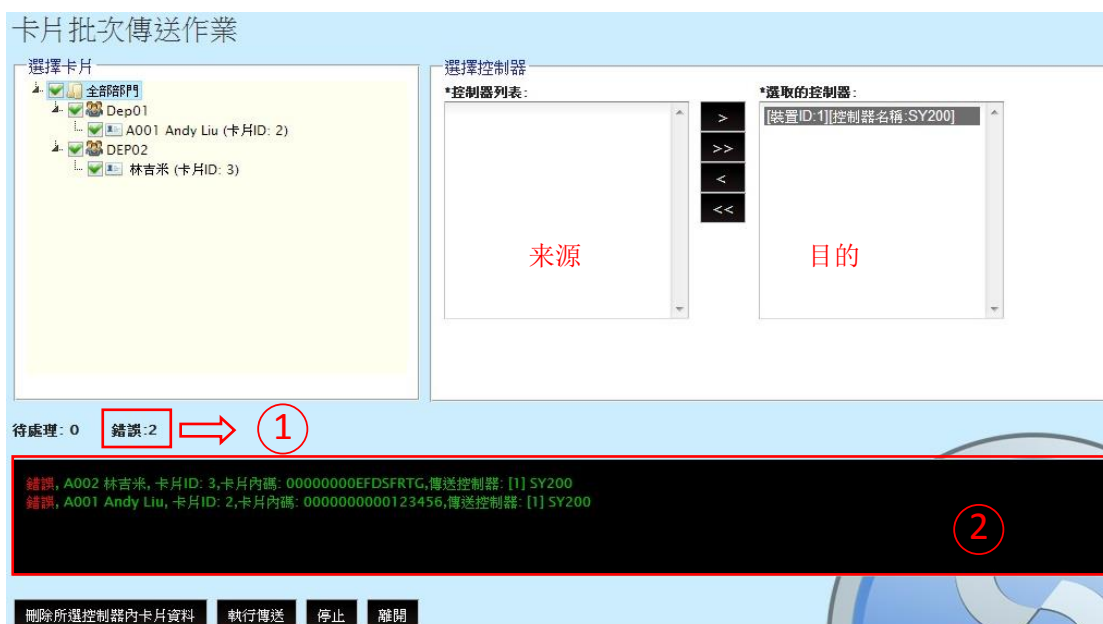 卡片批次傳送作業
選擇卡片
全部部門
Dep01
A001 Andy Liu (卡片ID: 2)
DEP02
林吉米 (卡片ID: 3)
選擇控制器
*控制器列表:
*選取的控制器:
[裝置ID:1][控制器名稱:SY200]
>
>>
<
<<
来源
目的
待處理: 0 錯誤:2
1
錯誤, A002 林吉米, 卡片ID: 3,卡片內碼: 00000000EFDSFRTG,傳送控制器: [1] SY200
錯誤, A001 Andy Liu, 卡片ID: 2,卡片內碼: 0000000000123456,傳送控制器: [1] SY200
2
刪除所選控制器內卡片資料 執行傳送 停止 離開